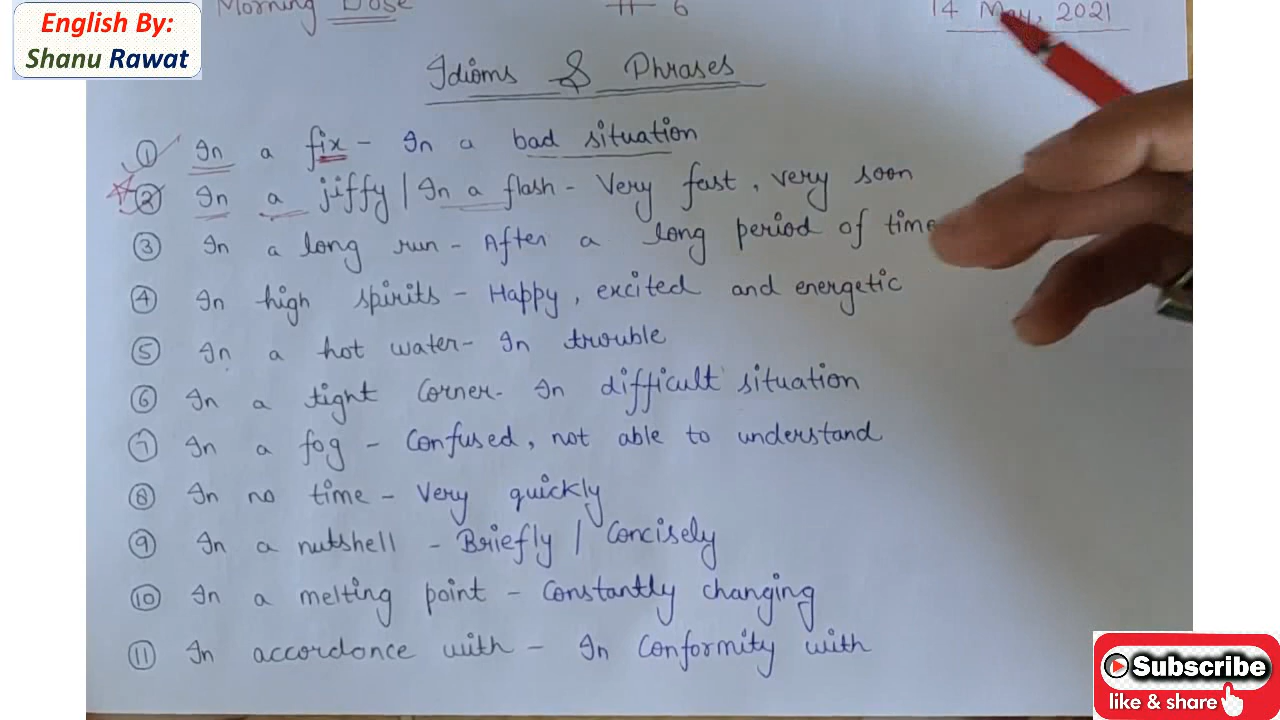 English By:
Shanu Rawat
Morning Dose # 6 14 May, 2021
Idioms & Phrases
① In a fix - In a bad situation
② In a jiffy | In a flash - Very fast, very soon
③ In a long run - After a long period of time
④ In high spirits - Happy, excited and energetic
⑤ In a hot water - In trouble
⑥ In a tight corner - In difficult situation
⑦ In a fog - Confused, not able to understand
⑧ In no time - Very quickly
⑨ In a nutshell - Briefly | Concisely
⑩ In a melting point - Constantly changing
⑪ In accordonce with - In Conformity with
Subscribe
like & share